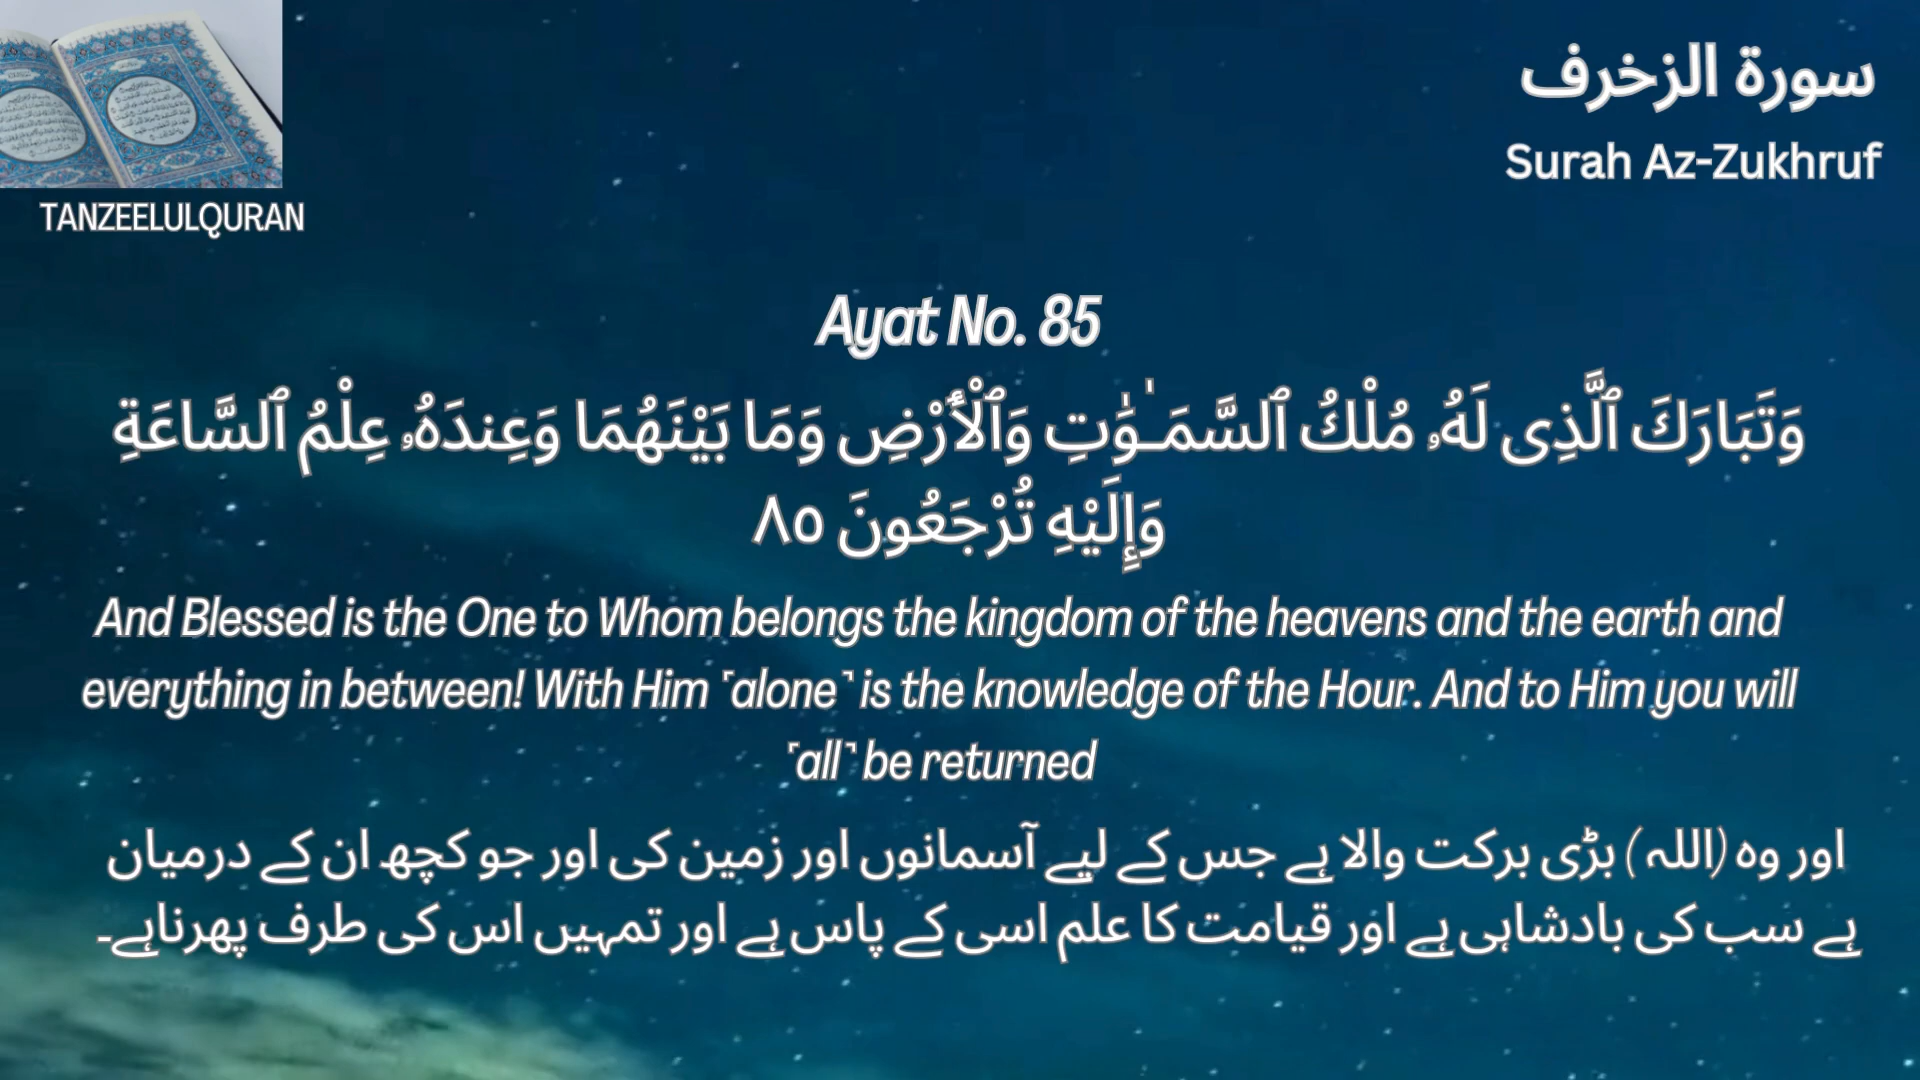 سورة الزخرف
Surah Az-Zukhruf
TANZEELULQURAN
Ayat No. 85
وَتَبَارَكَ ٱلَّذِى لَهُۥ مُلْكُ ٱلسَّمَـٰوَٰتِ وَٱلْأَرْضِ وَمَا بَيْنَهُمَا وَعِندَهُۥ عِلْمُ ٱلسَّاعَةِ
وَإِلَيْهِ تُرْجَعُونَ ٨٥
And Blessed is the One to Whom belongs the kingdom of the heavens and the earth and
everything in between! With Him ˹alone˺ is the knowledge of the Hour. And to Him you will
˹all˺ be returned
اور وہ (اللہ) بڑی برکت والا ہے جس کے لیے آسمانوں اور زمین کی اور جو کچھ ان کے درمیان
ہے سب کی بادشاہی ہے اور قیامت کا علم اسی کے پاس ہے اور تمہیں اس کی طرف پھرناہے۔